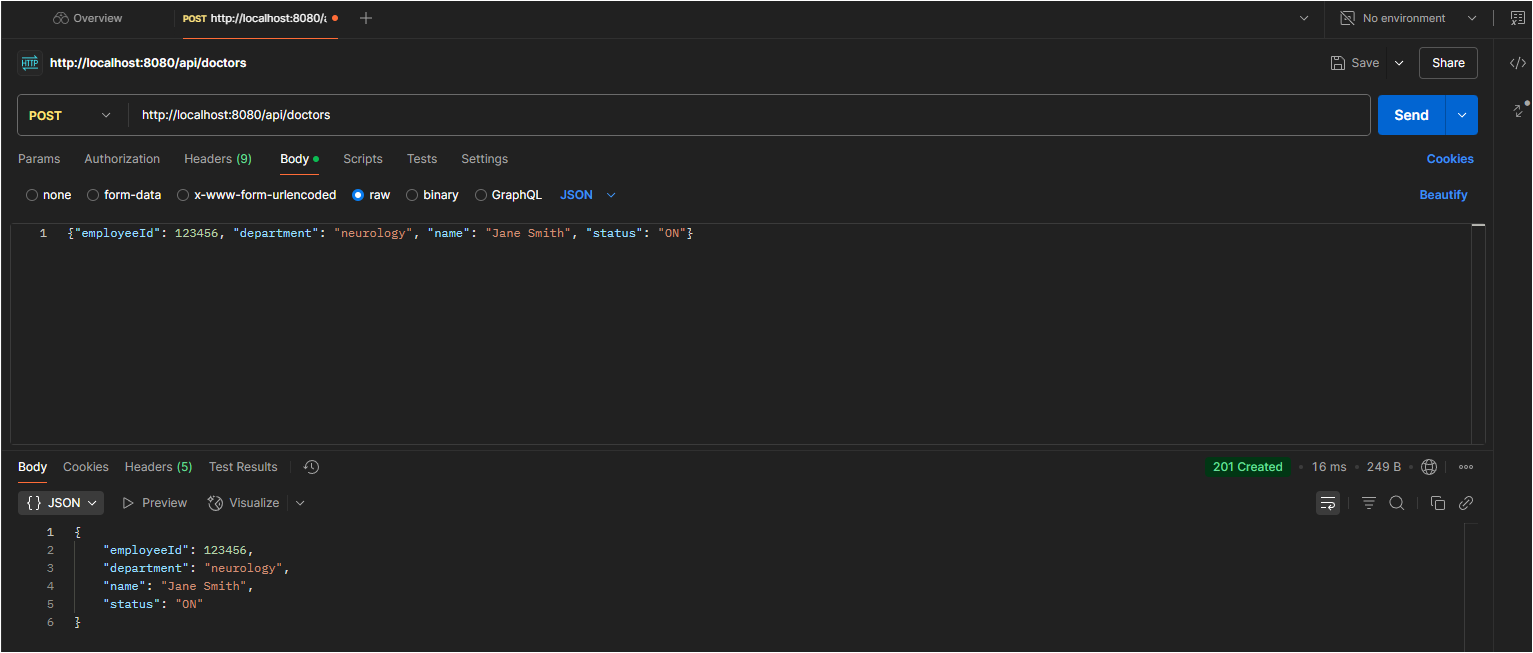 Overview POST http://localhost:8080/a No environment
HTTP http://localhost:8080/api/doctors Save Share
POST http://localhost:8080/api/doctors Send
Params Authorization Headers (9) Body Scripts Tests Settings Cookies
none form-data x-www-form-urlencoded raw binary GraphQL JSON Beautify
1 {"employeeId": 123456, "department": "neurology", "name": "Jane Smith", "status": "ON"}
Body Cookies Headers (5) Test Results 201 Created • 16 ms • 249 B •
{} JSON Preview Visualize
1 {
2 "employeeId": 123456,
3 "department": "neurology",
4 "name": "Jane Smith",
5 "status": "ON"
6 }